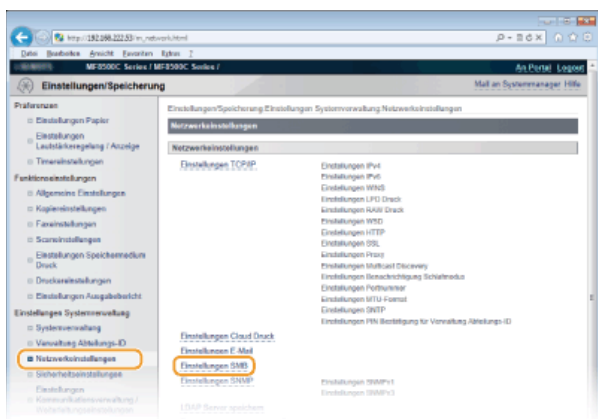 http://192.168.222.53/m_network.html
Datei Bearbeiten Ansicht Favoriten Extras ?
MF8500C Series / MF8500C Series /
An Portal Logout
Einstellungen/Speicherung
Mail an Systemmanager Hilfe
Präferenzen
Einstellungen Papier
Einstellungen
Lautstärkeregelung / Anzeige
Timereinstellungen
Funktionseinstellungen
Allgemeine Einstellungen
Kopiereinstellungen
Faxeinstellungen
Scaneinstellungen
Einstellungen Speichermedium
Druck
Druckereinstellungen
Einstellungen Ausgabebericht
Einstellungen Systemverwaltung
Systemverwaltung
Verwaltung Abteilungs-ID
Netzwerkeinstellungen
Sicherheitseinstellungen
Einstellungen
Kommunikationsverwaltung /
Einstellungen/Speicherung:Einstellungen Systemverwaltung:Netzwerkeinstellungen
Netzwerkeinstellungen
Netzwerkeinstellungen
Einstellungen TCP/IP
Einstellungen IPv4
Einstellungen IPv6
Einstellungen WINS
Einstellungen LPD Druck
Einstellungen RAW Druck
Einstellungen WSD
Einstellungen HTTP
Einstellungen SSL
Einstellungen Proxy
Einstellungen Multicast Discovery
Einstellungen Benachrichtigung Schlafmodus
Einstellungen Portnummer
Einstellungen MTU-Format
Einstellungen SNTP
Einstellungen PIN Bestätigung für Verwaltung Abteilungs-ID
Einstellungen Cloud Druck
Einstellungen E-Mail
Einstellungen SMB
Einstellungen SNMP
Einstellungen SNMPv1
Einstellungen SNMPv3
LDAP Server speichern